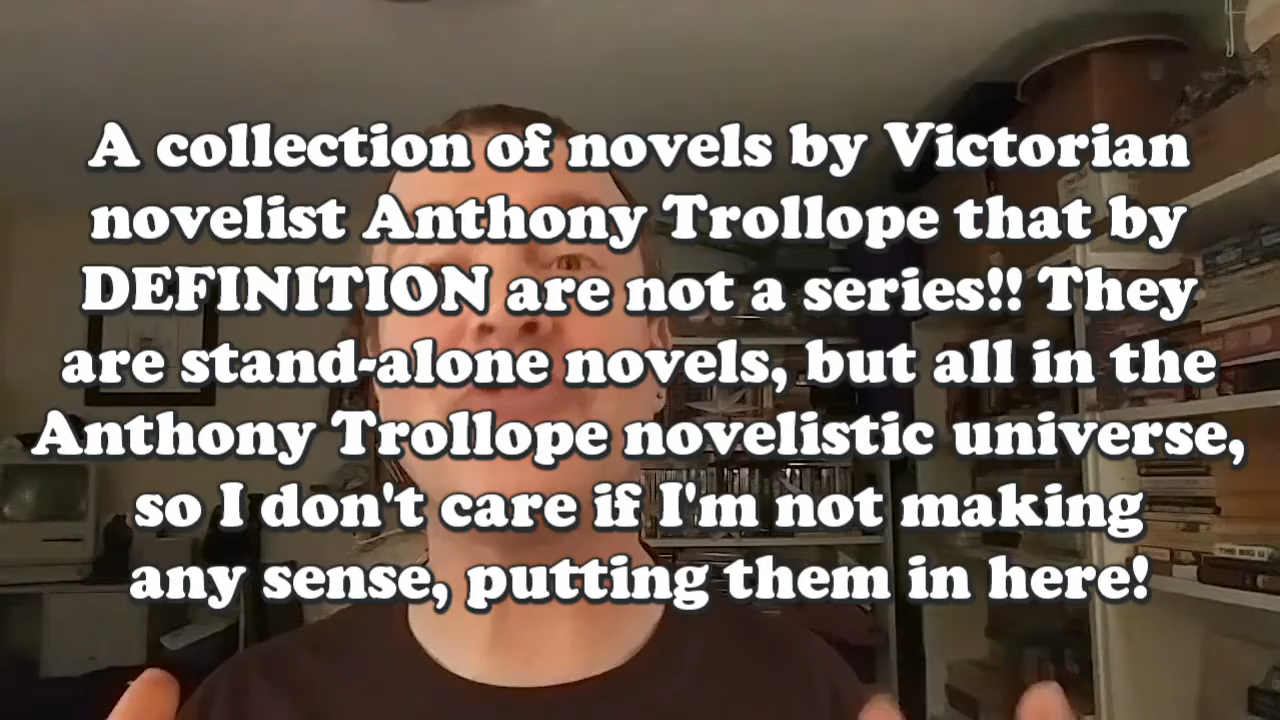 A collection of novels by Victorian
novelist Anthony Trollope that by
DEFINITION are not a series!! They
are stand-alone novels, but all in the
Anthony Trollope novelistic universe,
so I don't care if I'm not making
any sense, putting them in here!
THE BIG U